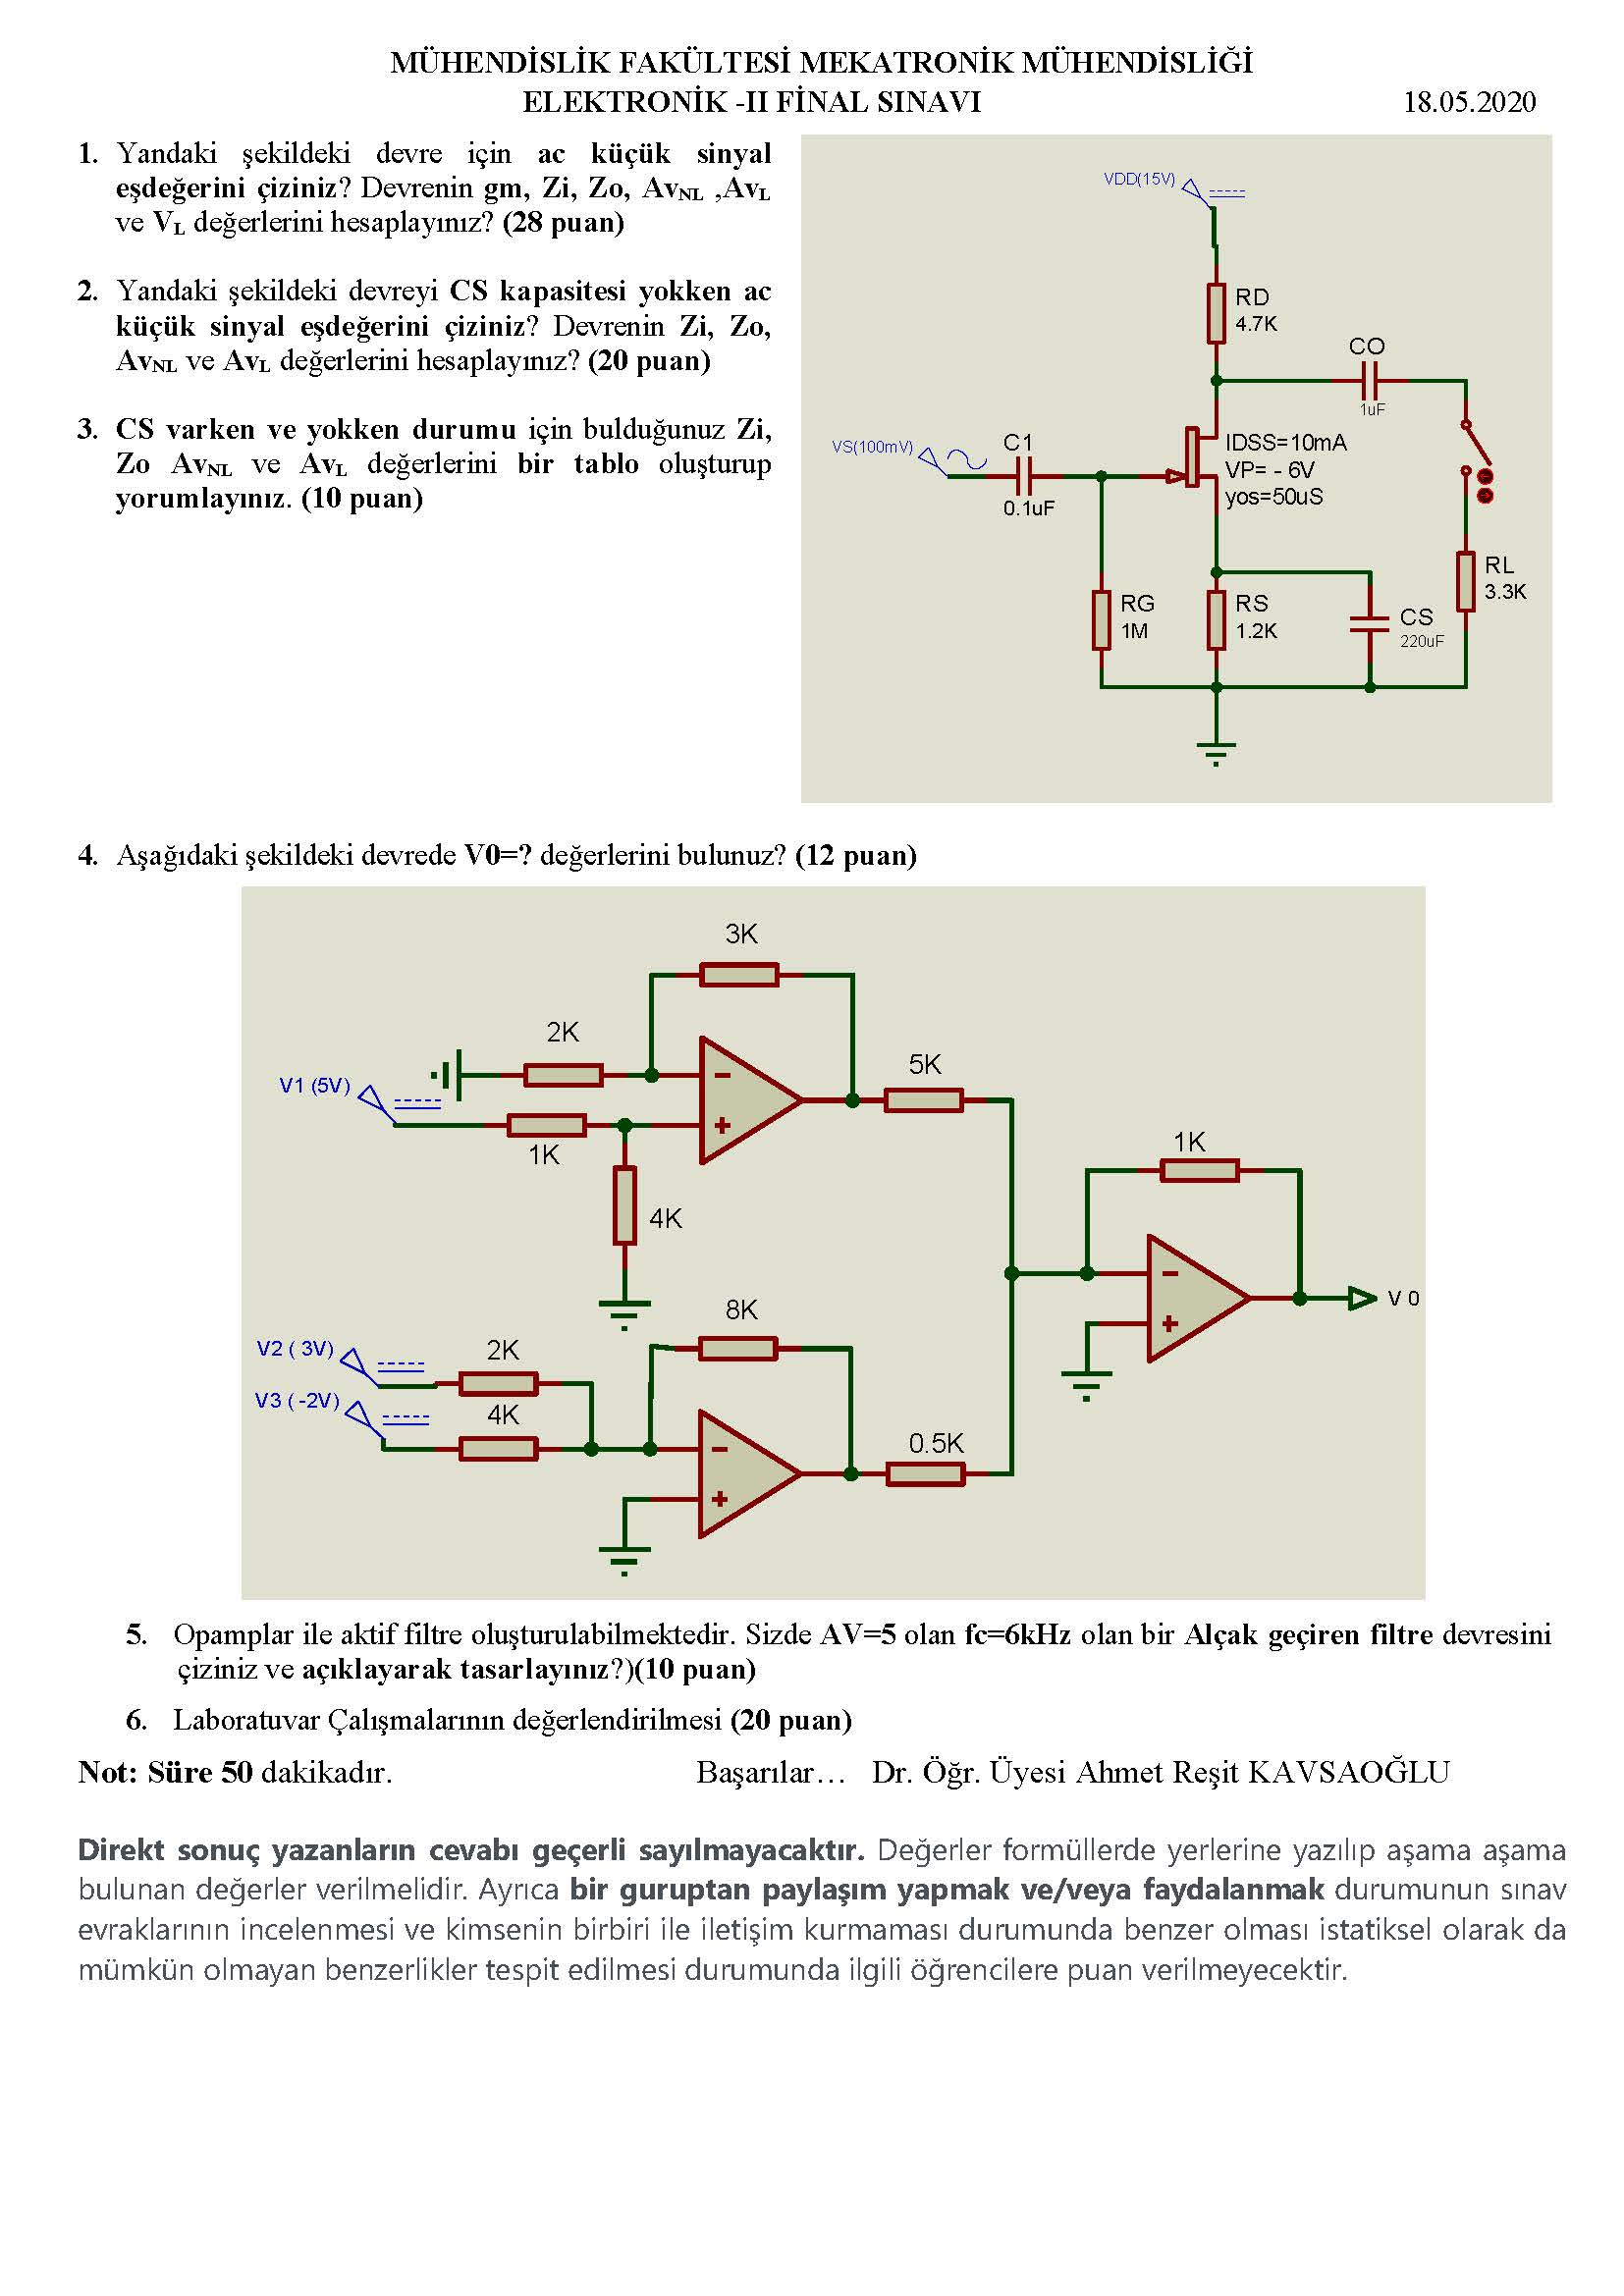 MÜHENDİSLİK FAKÜLTESİ MEKATRONİK MÜHENDİSLİĞİ
ELEKTRONİK -II FİNAL SINAVI 18.05.2020
1. Yandaki şekildeki devre için ac küçük sinyal
eşdeğerini çiziniz? Devrenin gm, Zi, Zo, AvNL ,AvL
ve VL değerlerini hesaplayınız? (28 puan)
2. Yandaki şekildeki devreyi CS kapasitesi yokken ac
küçük sinyal eşdeğerini çiziniz? Devrenin Zi, Zo,
AvNL ve AvL değerlerini hesaplayınız? (20 puan)
3. CS varken ve yokken durumu için bulduğunuz Zi,
Zo AvNL ve AvL değerlerini bir tablo oluşturup
yorumlayınız. (10 puan)
VDD(15V)
RD
4.7K
CO
1uF
VS(100mV)
C1
0.1uF
IDSS=10mA
VP= - 6V
yos=50uS
RL
3.3K
RG
1M
RS
1.2K
CS
220uF
4. Aşağıdaki şekildeki devrede V0=? değerlerini bulunuz? (12 puan)
3K
2K
V1 (5V)
1K
4K
5K
1K
V 0
8K
V2 ( 3V)
2K
V3 ( -2V)
4K
0.5K
5. Opamplar ile aktif filtre oluşturulabilmektedir. Sizde AV=5 olan fc=6kHz olan bir Alçak geçiren filtre devresini
çiziniz ve açıklayarak tasarlayınız?)(10 puan)
6. Laboratuvar Çalışmalarının değerlendirilmesi (20 puan)
Not: Süre 50 dakikadır. Başarılar… Dr. Öğr. Üyesi Ahmet Reşit KAVSAOĞLU
Direkt sonuç yazanların cevabı geçerli sayılmayacaktır. Değerler formüllerde yerlerine yazılıp aşama aşama
bulunan değerler verilmelidir. Ayrıca bir guruptan paylaşım yapmak ve/veya faydalanmak durumunun sınav
evraklarının incelenmesi ve kimsenin birbiri ile iletişim kurmaması durumunda benzer olması istatiksel olarak da
mümkün olmayan benzerlikler tespit edilmesi durumunda ilgili öğrencilere puan verilmeyecektir.